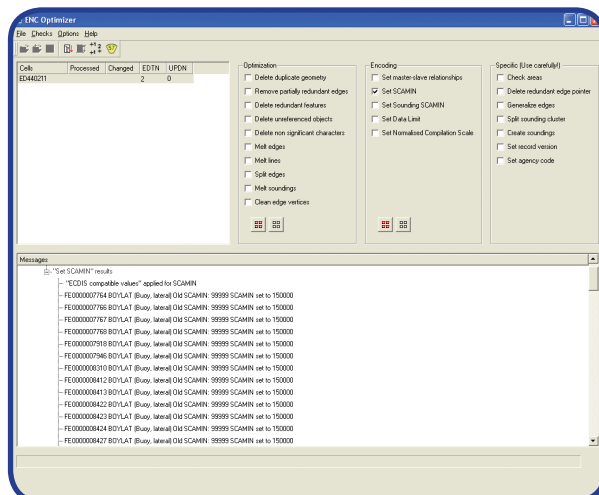 ENC Optimizer
File Checks Options Help
Cells Processed Changed EDTN UPDN
ED440211 2 0
Optimization
Delete duplicate geometry
Remove partially redundant edges
Delete redundant features
Delete unreferenced objects
Delete non significant characters
Melt edges
Melt lines
Split edges
Melt soundings
Clean edge vertices
Encoding
Set master-slave relationships
Set SCAMIN
Set Sounding SCAMIN
Set Data Limit
Set Normalised Compilation Scale
Specific (Use carefully!)
Check areas
Delete redundant edge pointer
Generalize edges
Split sounding cluster
Create soundings
Set record version
Set agency code
Messages
"Set SCAMIN" results
"ECDIS compatible values" applied for SCAMIN
FE0000007764 BOYLAT (Buoy, lateral) Old SCAMIN: 99999 SCAMIN set to 150000
FE0000007766 BOYLAT (Buoy, lateral) Old SCAMIN: 99999 SCAMIN set to 150000
FE0000007767 BOYLAT (Buoy, lateral) Old SCAMIN: 99999 SCAMIN set to 150000
FE0000007768 BOYLAT (Buoy, lateral) Old SCAMIN: 99999 SCAMIN set to 150000
FE0000007918 BOYLAT (Buoy, lateral) Old SCAMIN: 99999 SCAMIN set to 150000
FE0000007946 BOYLAT (Buoy, lateral) Old SCAMIN: 99999 SCAMIN set to 150000
FE0000008310 BOYLAT (Buoy, lateral) Old SCAMIN: 99999 SCAMIN set to 150000
FE0000008412 BOYLAT (Buoy, lateral) Old SCAMIN: 99999 SCAMIN set to 150000
FE0000008413 BOYLAT (Buoy, lateral) Old SCAMIN: 99999 SCAMIN set to 150000
FE0000008422 BOYLAT (Buoy, lateral) Old SCAMIN: 99999 SCAMIN set to 150000
FE0000008423 BOYLAT (Buoy, lateral) Old SCAMIN: 99999 SCAMIN set to 150000
FE0000008424 BOYLAT (Buoy, lateral) Old SCAMIN: 99999 SCAMIN set to 150000
FE0000008427 BOYLAT (Buoy, lateral) Old SCAMIN: 99999 SCAMIN set to 150000